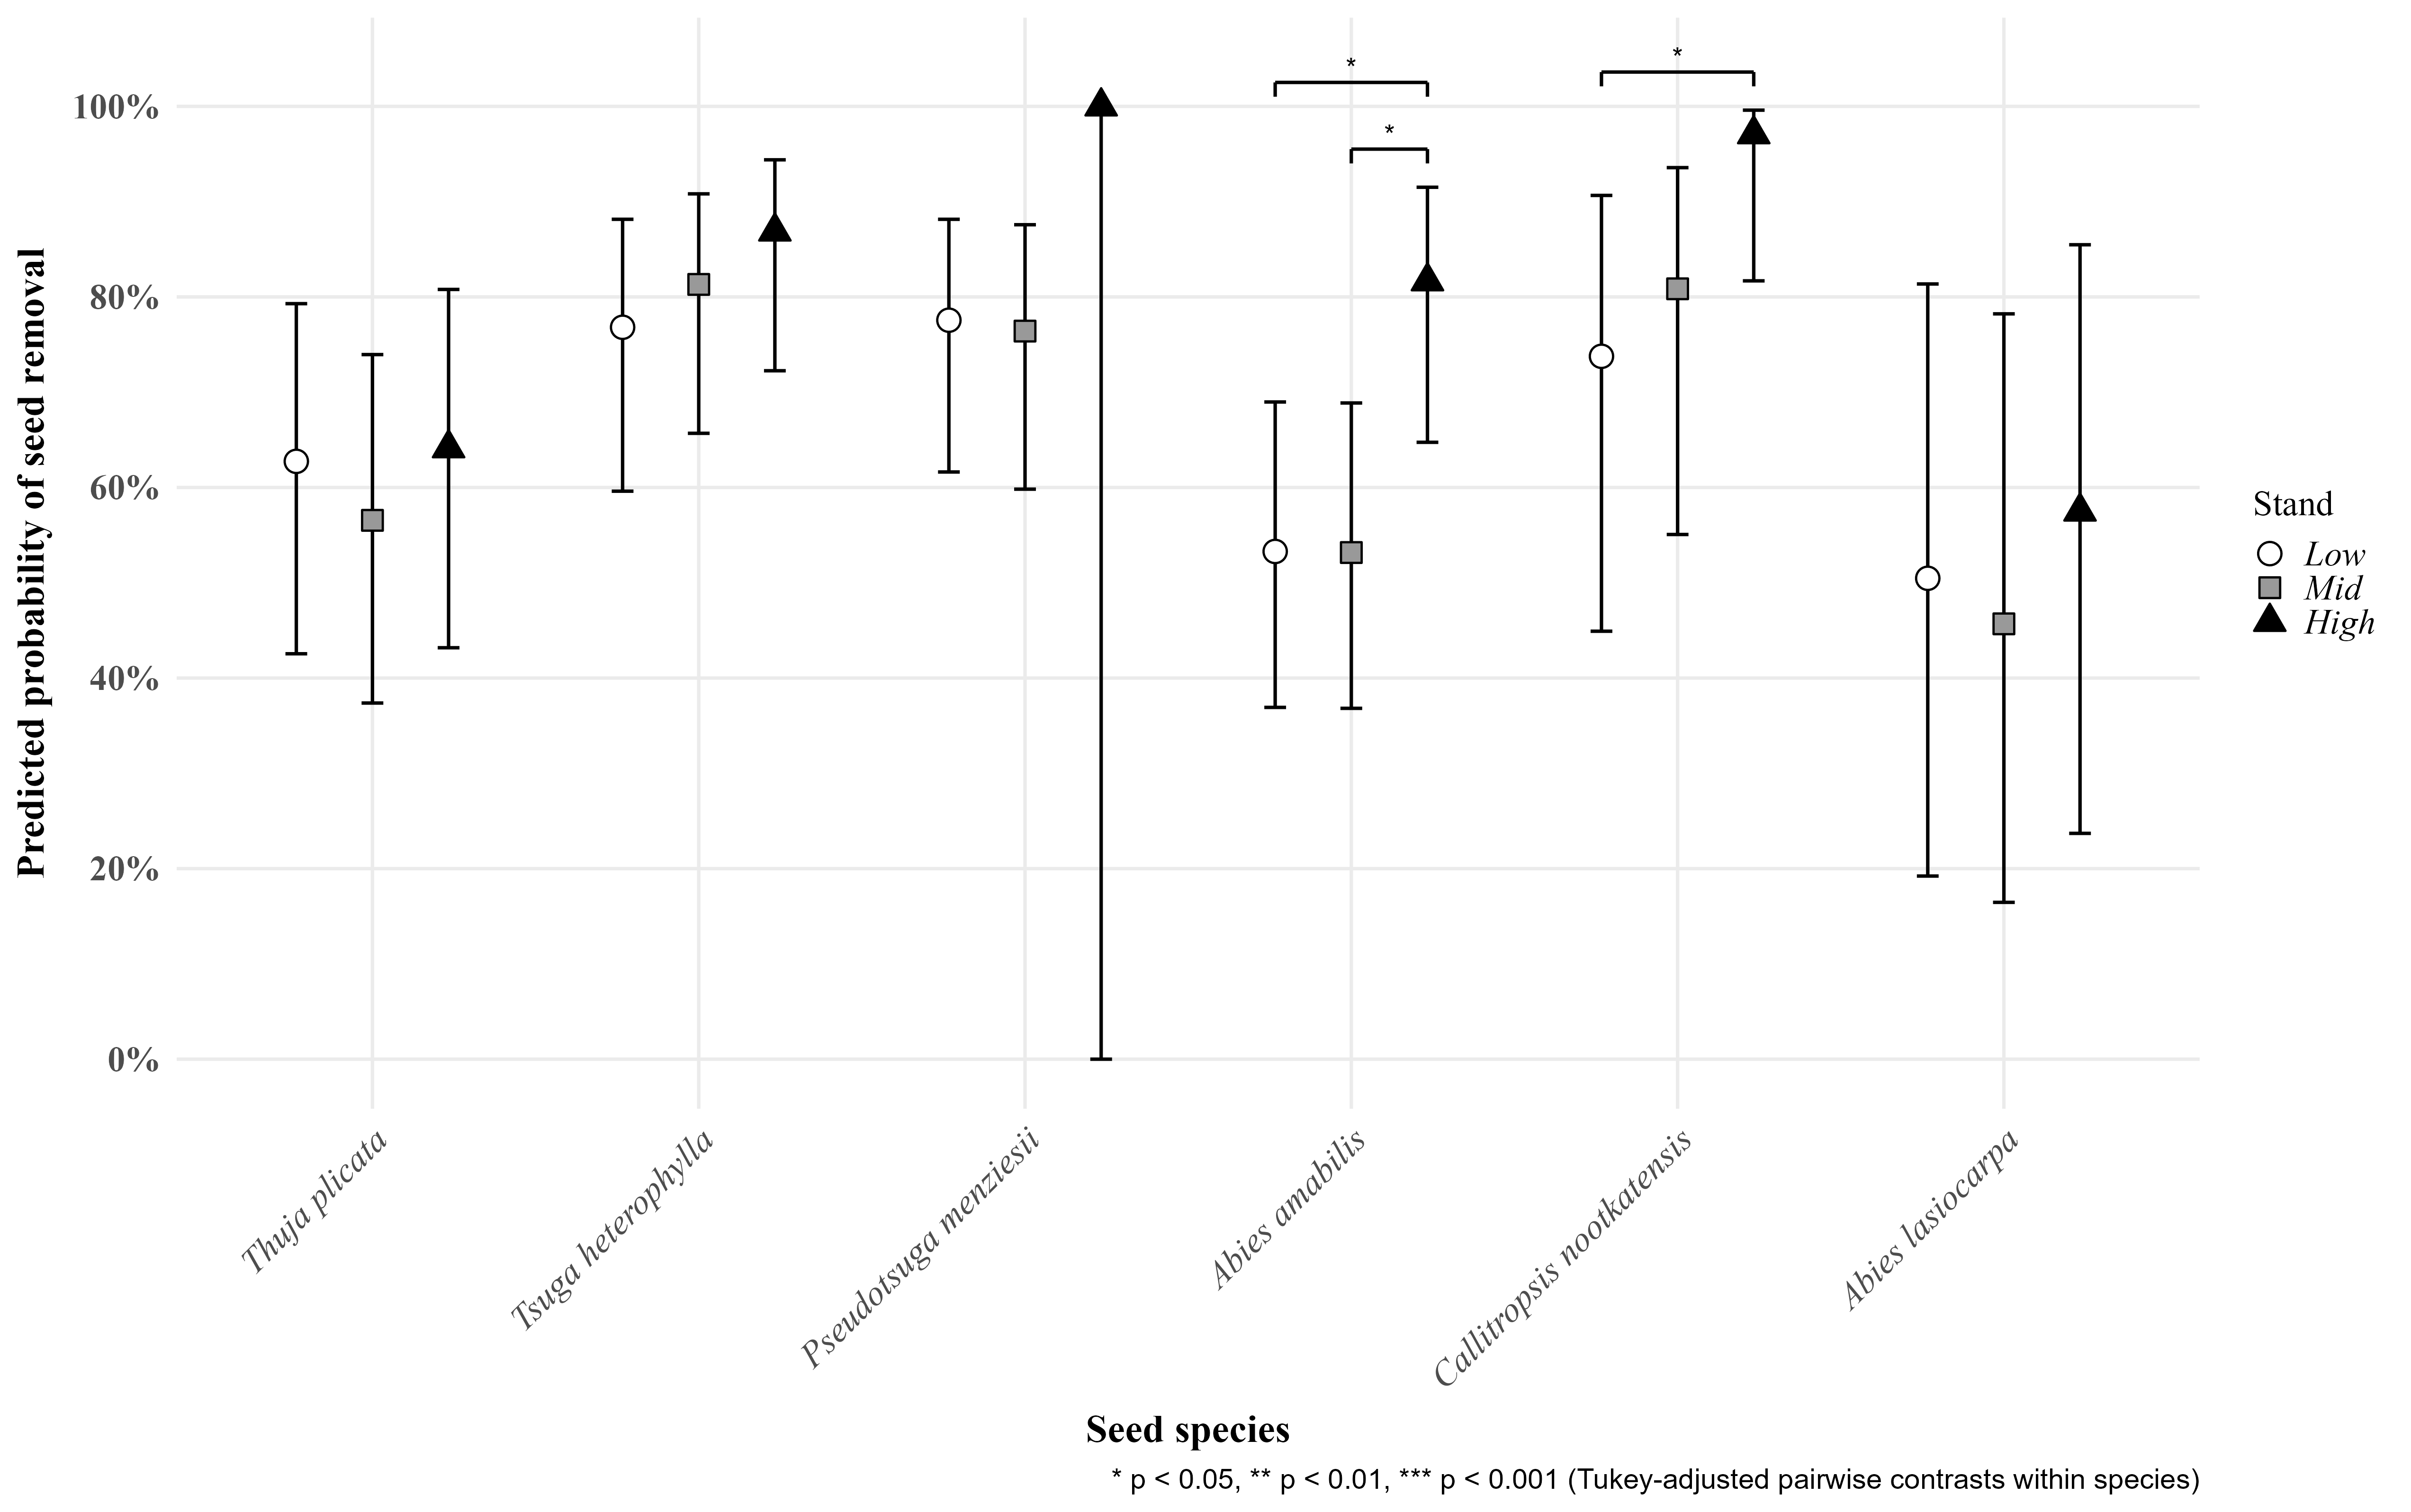 Predicted probability of seed removal
100%
80%
60%
40%
20%
0%
*
*
*
Thuja plicata
Tsuga heterophylla
Pseudotsuga menziesii
Abies amabilis
Callitropsis nootkatensis
Abies lasiocarpa
Seed species
* p < 0.05, ** p < 0.01, *** p < 0.001 (Tukey-adjusted pairwise contrasts within species)
Stand
Low
Mid
High